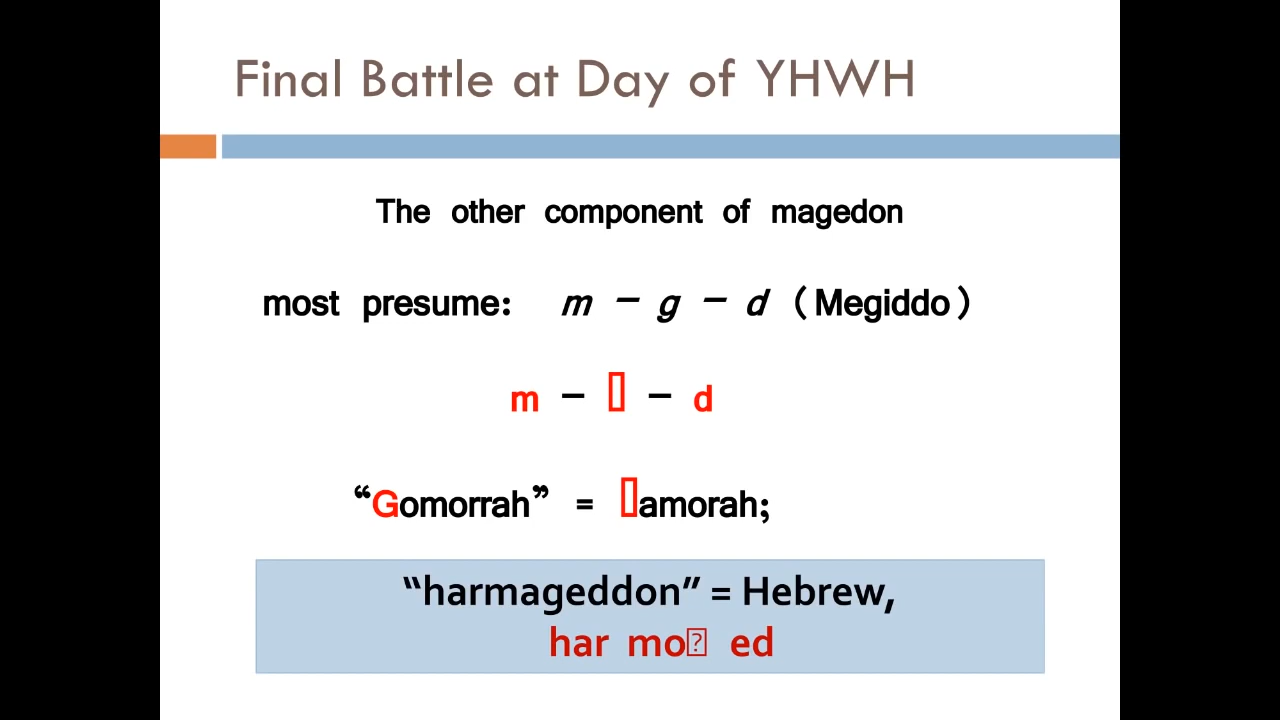 Final Battle at Day of YHWH
The other component of magedon
most presume: m – g – d (Megiddo)
m – – d
“Gomorrah” = amorah;
“harmageddon” = Hebrew,
har mo ed